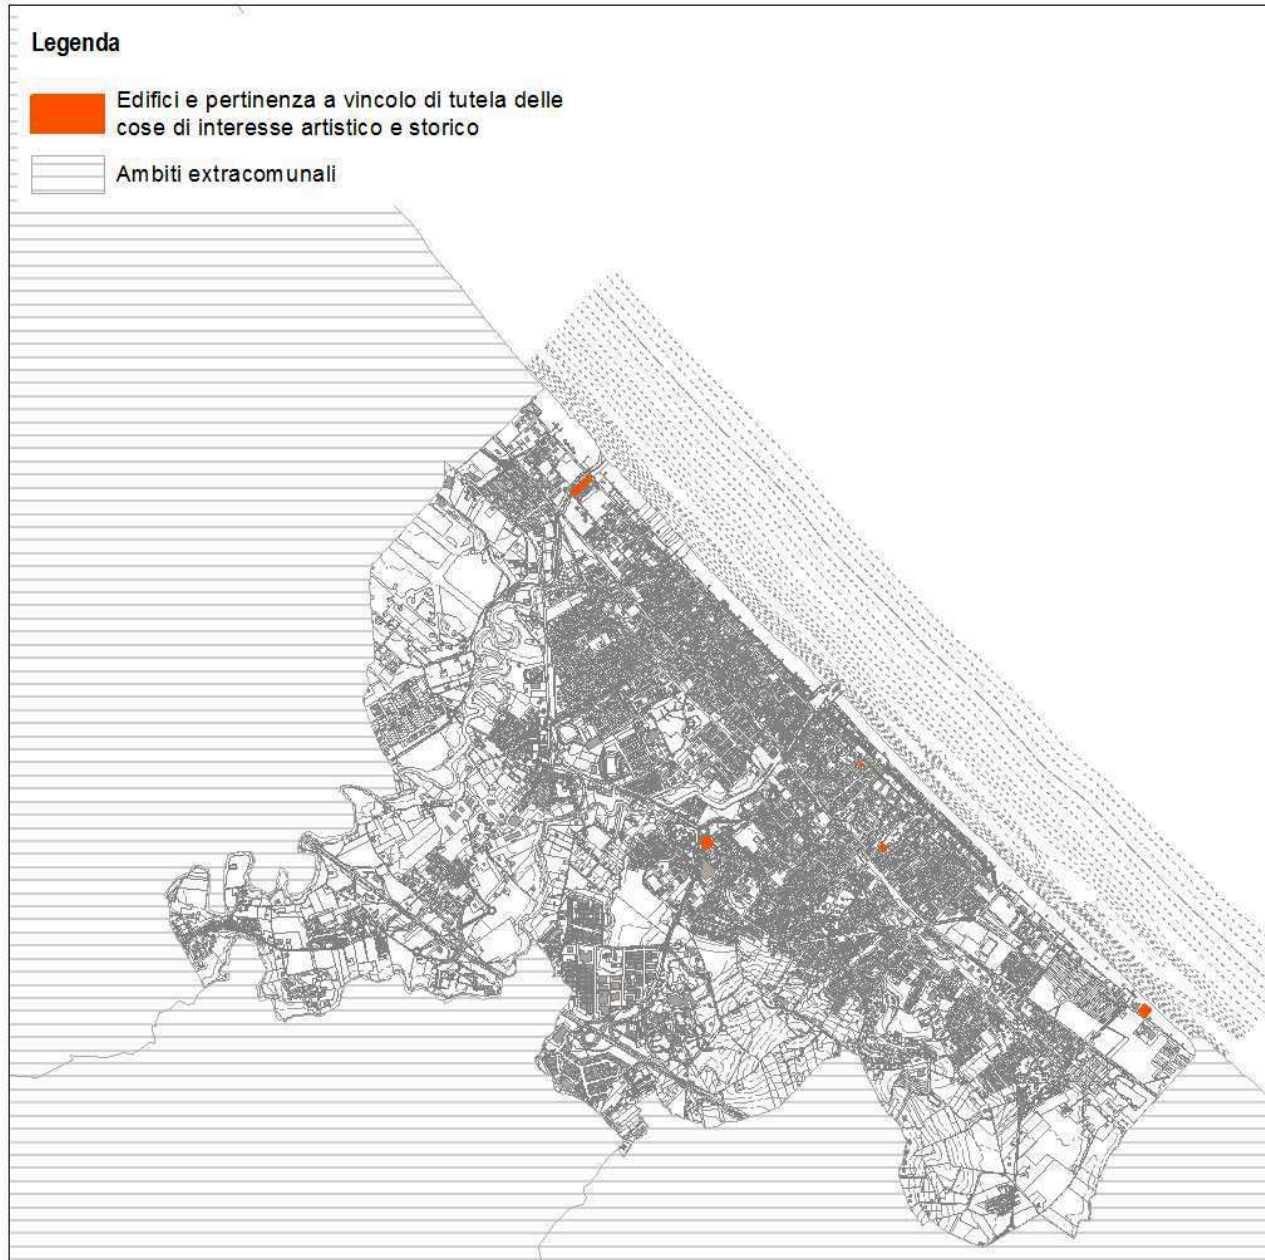 Legenda
Edifici e pertinenza a vincolo di tutela delle
cose di interesse artistico e storico
Ambiti extracomunali